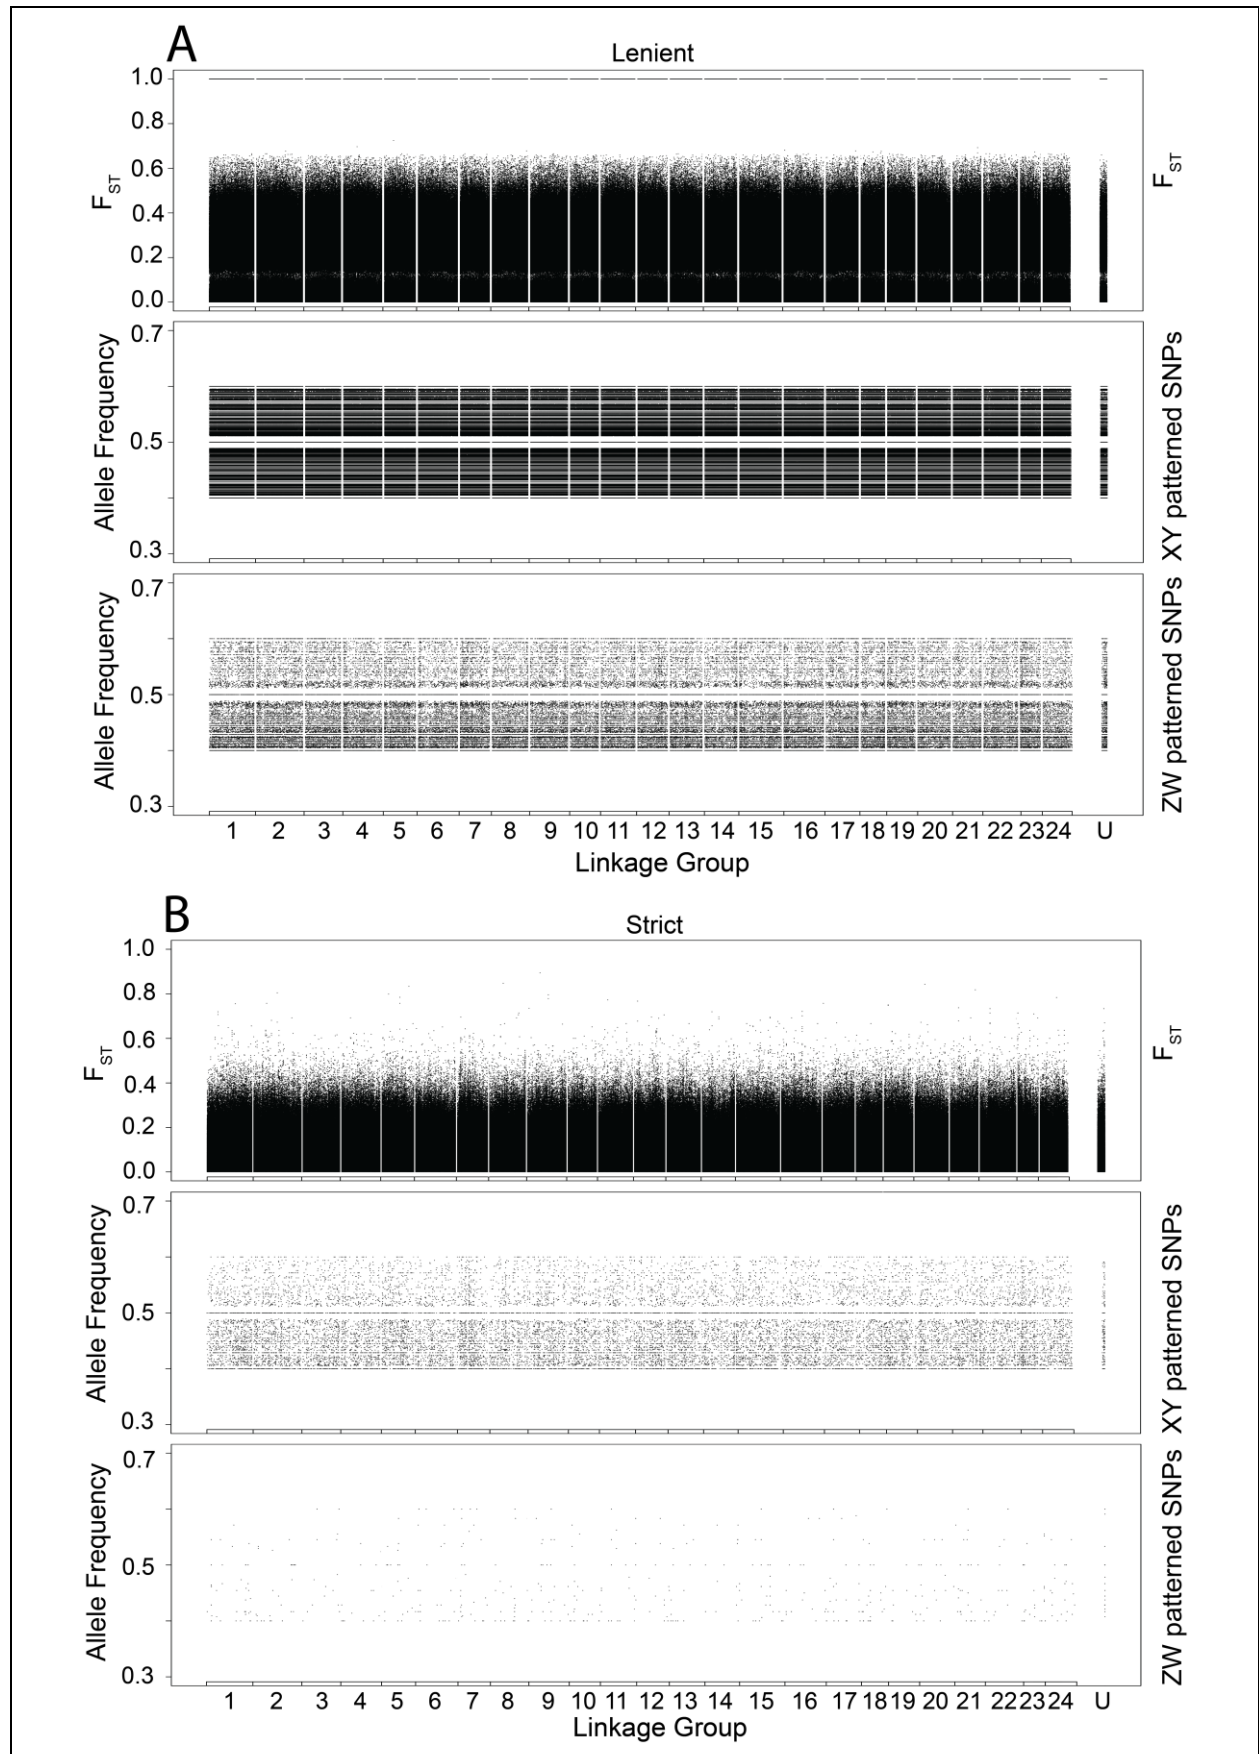 A
Lenient
1.0
0.8
0.6
0.4
0.2
0.0
FST
FST
0.7
0.5
0.3
Allele Frequency
XY patterned SNPs
0.7
0.5
0.3
Allele Frequency
ZW patterned SNPs
1 2 3 4 5 6 7 8 9 10 11 12 13 14 15 16 17 18 19 20 21 22 23 24 U
Linkage Group
B
Strict
1.0
0.8
0.6
0.4
0.2
0.0
FST
FST
0.7
0.5
0.3
Allele Frequency
XY patterned SNPs
0.7
0.5
0.3
Allele Frequency
ZW patterned SNPs
1 2 3 4 5 6 7 8 9 10 11 12 13 14 15 16 17 18 19 20 21 22 23 24 U
Linkage Group